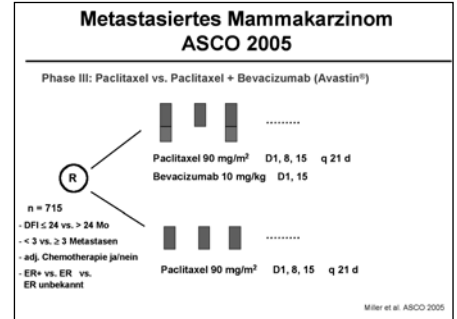 Metastasiertes Mammakarzinom
ASCO 2005
Phase III: Paclitaxel vs. Paclitaxel + Bevacizumab (Avastin®)
..........
Paclitaxel 90 mg/m² D1, 8, 15 q 21 d
Bevacizumab 10 mg/kg D1, 15
R
n = 715
- DFI ≤ 24 vs. > 24 Mo
- < 3 vs. ≥ 3 Metastasen
- adj. Chemotherapie ja/nein
- ER+ vs. ER vs.
ER unbekannt
..........
Paclitaxel 90 mg/m² D1, 8, 15 q 21 d
Miller et al. ASCO 2005